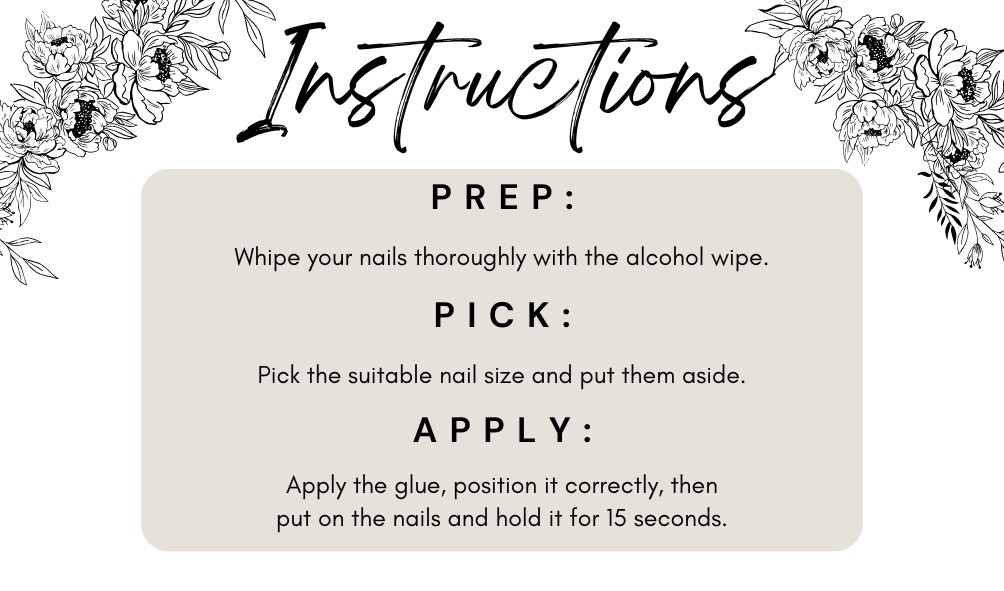 Instructions
PREP:
Whipe your nails thoroughly with the alcohol wipe.
PICK:
Pick the suitable nail size and put them aside.
APPLY:
Apply the glue, position it correctly, then
put on the nails and hold it for 15 seconds.